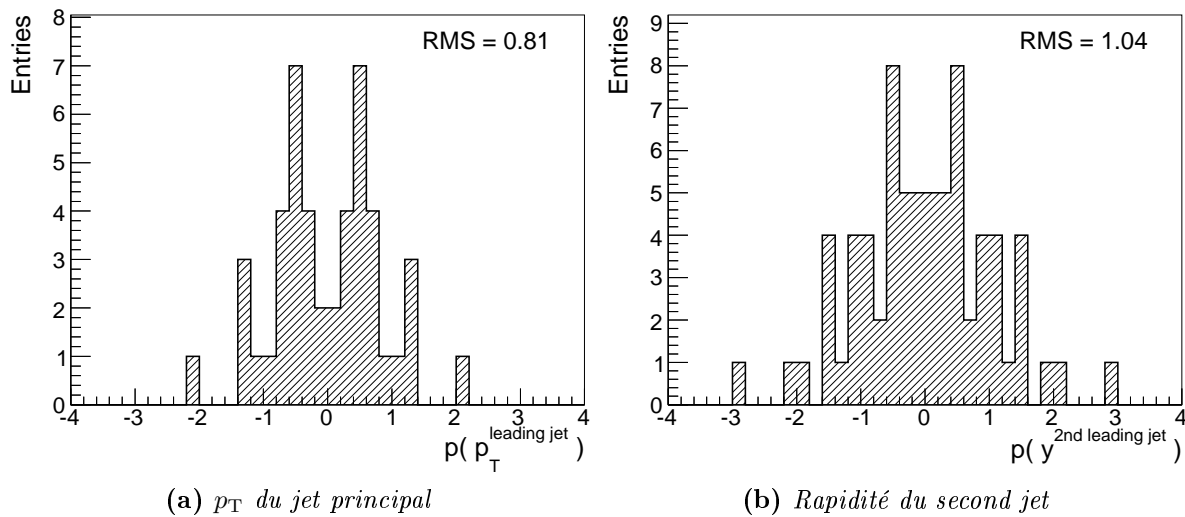 Entries
RMS = 0.81
8
7
6
5
4
3
2
1
0
-4 -3 -2 -1 0 1 2 3 4
p( p_T^leading jet )
(a) p_T du jet principal
Entries
RMS = 1.04
9
8
7
6
5
4
3
2
1
0
-4 -3 -2 -1 0 1 2 3 4
p( y^2nd leading jet )
(b) Rapidité du second jet